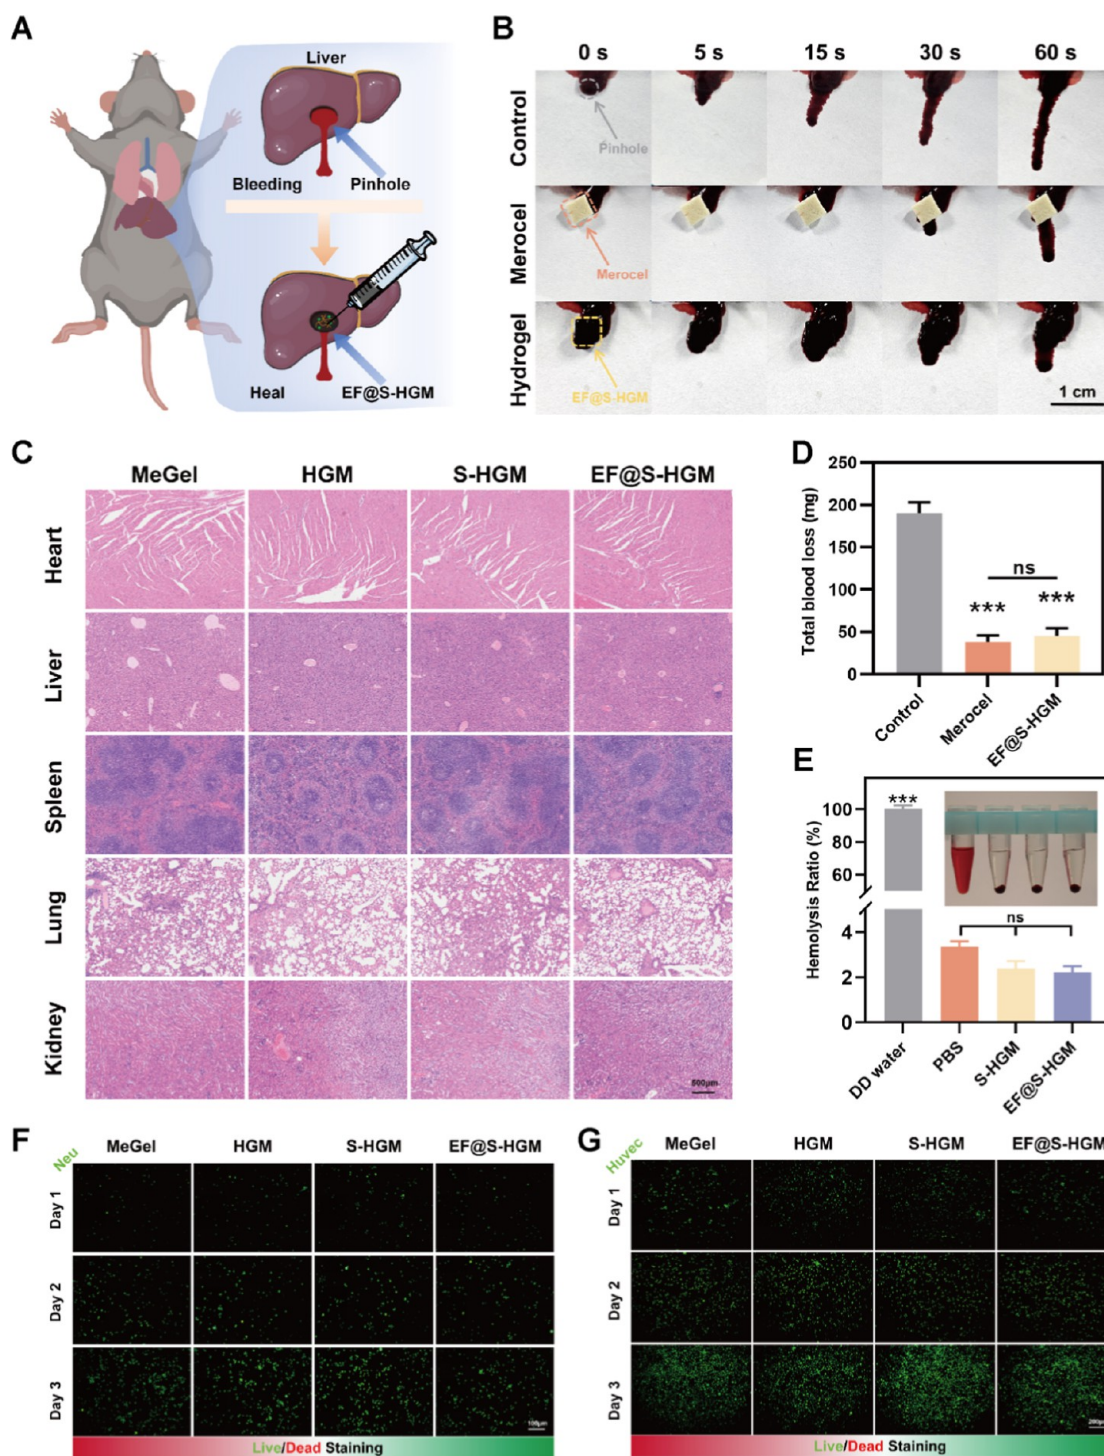 A
Liver
Bleeding
Pinhole
Heal
EF@S-HGM
B
0 s
5 s
15 s
30 s
60 s
Control
Pinhole
Merocel
Merocel
Hydrogel
EF@S-HGM
1 cm
C
MeGel
HGM
S-HGM
EF@S-HGM
Heart
Liver
Spleen
Lung
Kidney
500μm
D
Total blood loss (mg)
250
200
150
100
50
0
ns
***
***
Control
Merocel
EF@S-HGM
E
Hemolysis Ratio (%)
100
80
60
4
2
0
***
ns
DD water
PBS
S-HGM
EF@S-HGM
F
Neu
MeGel
HGM
S-HGM
EF@S-HGM
Day 1
Day 2
Day 3
100μm
Live/Dead Staining
G
Huvec
MeGel
HGM
S-HGM
EF@S-HGM
Day 1
Day 2
Day 3
200μm
Live/Dead Staining